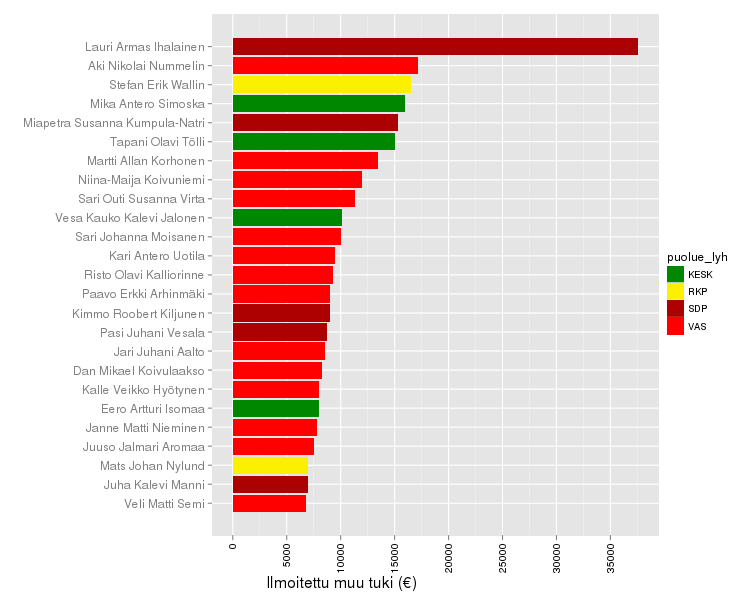 Lauri Armas Ihalainen
Aki Nikolai Nummelin
Stefan Erik Wallin
Mika Antero Simoska
Miapetra Susanna Kumpula-Natri
Tapani Olavi Tölli
Martti Allan Korhonen
Niina-Maija Koivuniemi
Sari Outi Susanna Virta
Vesa Kauko Kalevi Jalonen
Sari Johanna Moisanen
Kari Antero Uotila
Risto Olavi Kalliorinne
Paavo Erkki Arhinmäki
Kimmo Roobert Kiljunen
Pasi Juhani Vesala
Jari Juhani Aalto
Dan Mikael Koivulaakso
Kalle Veikko Hyötynen
Eero Artturi Isomaa
Janne Matti Nieminen
Juuso Jalmari Aromaa
Mats Johan Nylund
Juha Kalevi Manni
Veli Matti Semi
0
5000
10000
15000
20000
25000
30000
35000
Ilmoitettu muu tuki (€)
puolue_lyh
KESK
RKP
SDP
VAS